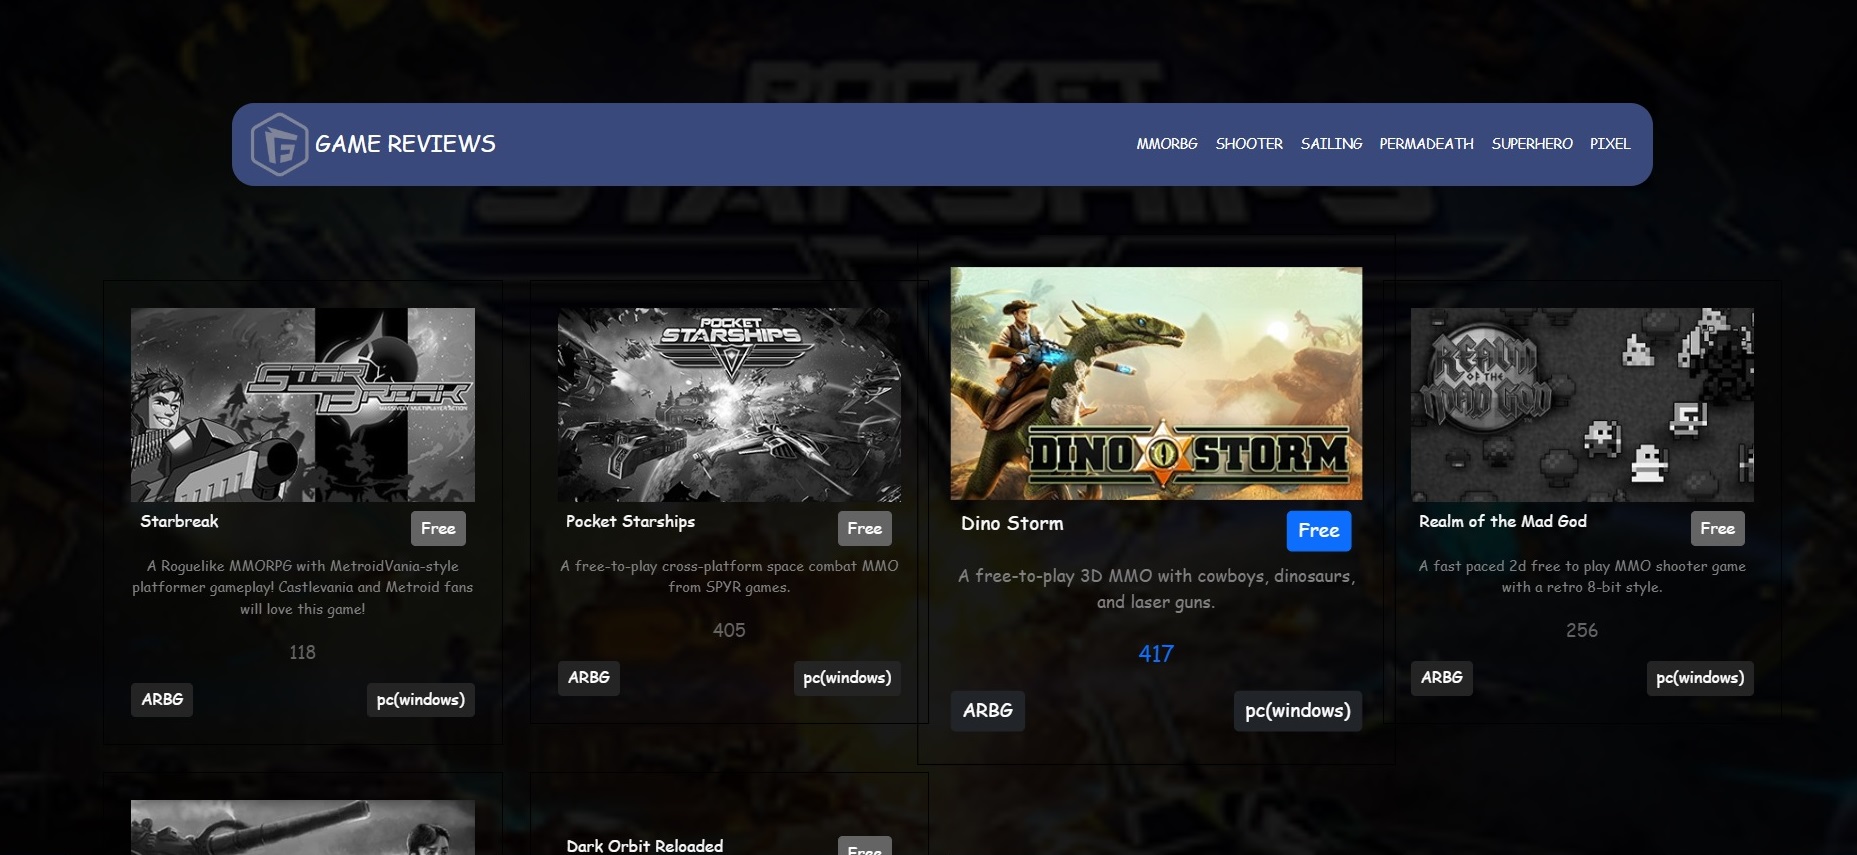 POCKET
STARSHIPS
GAME REVIEWS
MMORBG SHOOTER SAILING PERMADEATH SUPERHERO PIXEL
STAR BREAK
MASSIVELY MULTIPLAYER ACTION
Starbreak
Free
A Roguelike MMORPG with MetroidVania-style
platformer gameplay! Castlevania and Metroid fans
will love this game!
118
ARBG
pc(windows)
POCKET
STARSHIPS
Pocket Starships
Free
A free-to-play cross-platform space combat MMO
from SPYR games.
405
ARBG
pc(windows)
DINO STORM
Dino Storm
Free
A free-to-play 3D MMO with cowboys, dinosaurs,
and laser guns.
417
ARBG
pc(windows)
REALM
OF THE
MAD GOD
Realm of the Mad God
Free
A fast paced 2d free to play MMO shooter game
with a retro 8-bit style.
256
ARBG
pc(windows)
Dark Orbit Reloaded
Free